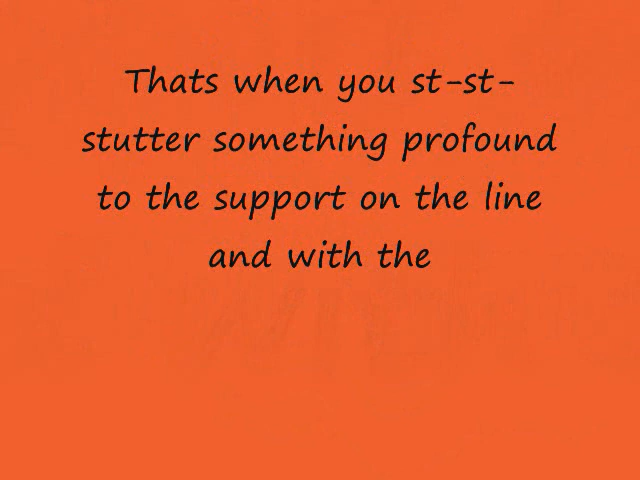 Thats when you st-st-
stutter something profound
to the support on the line
and with the